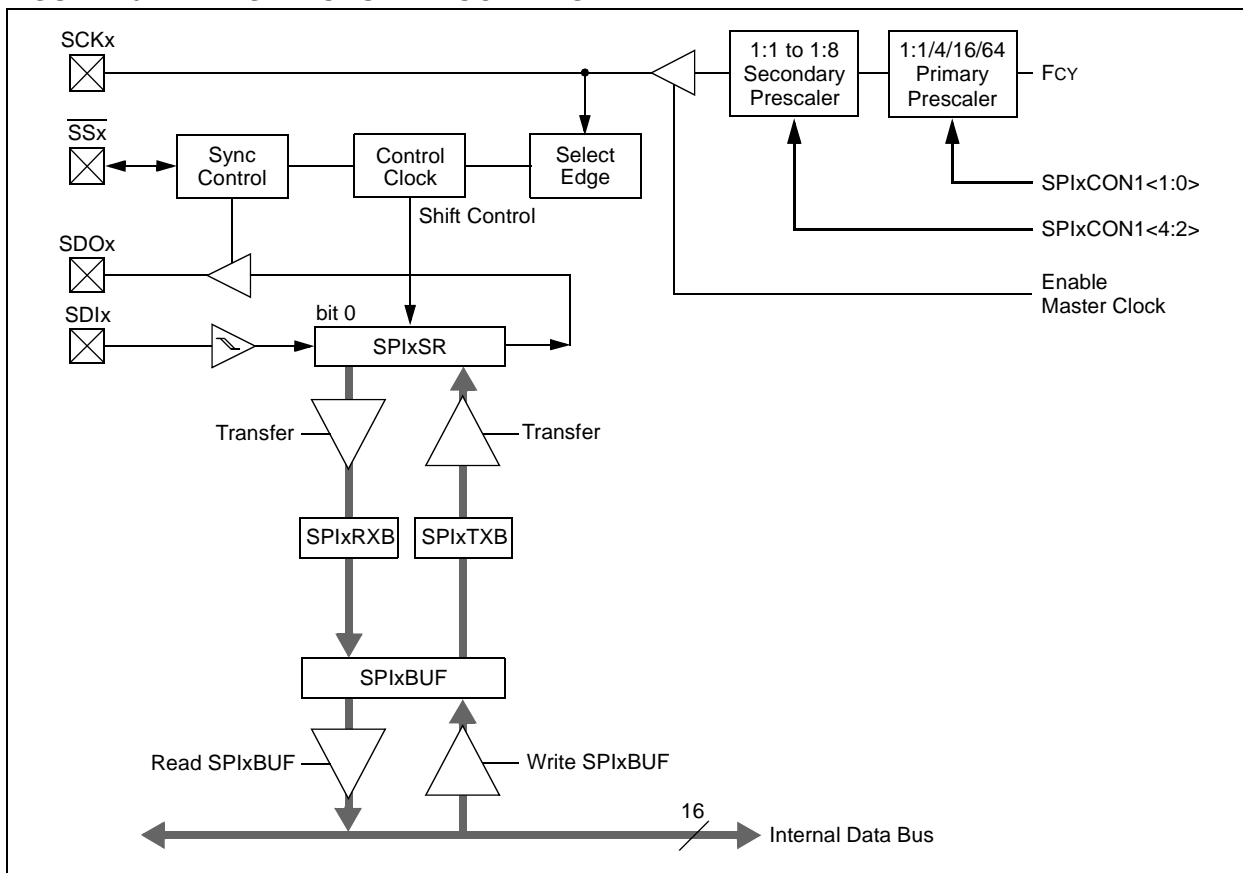 SCKx
1:1 to 1:8
Secondary
Prescaler
1:1/4/16/64
Primary
Prescaler
FCY
SSx
Sync
Control
Control
Clock
Select
Edge
SPIxCON1<1:0>
Shift Control
SPIxCON1<4:2>
SDOx
Enable
Master Clock
bit 0
SDIx
SPIxSR
Transfer
Transfer
SPIxRXB
SPIxTXB
SPIxBUF
Read SPIxBUF
Write SPIxBUF
16
Internal Data Bus